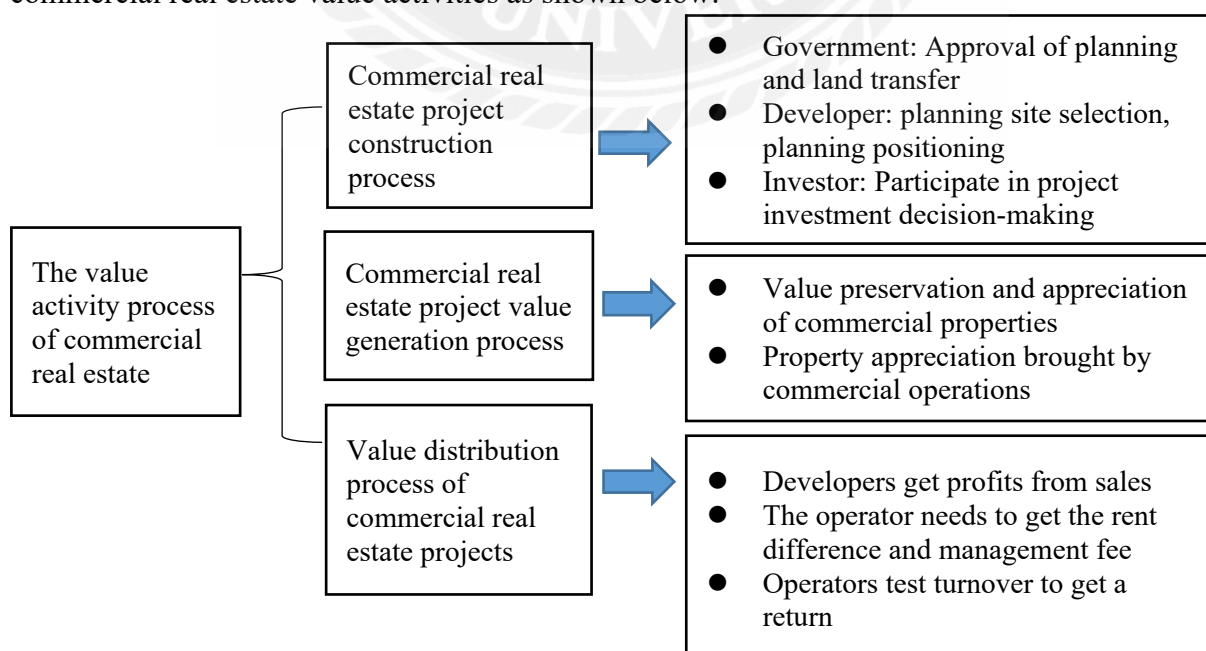 commercial real estate value activities as shown below:
The value
activity process
of commercial
real estate
Commercial real
estate project
construction
process
● Government: Approval of planning
and land transfer
● Developer: planning site selection,
planning positioning
● Investor: Participate in project
investment decision-making
Commercial real
estate project value
generation process
● Value preservation and appreciation
of commercial properties
● Property appreciation brought by
commercial operations
Value distribution
process of
commercial real
estate projects
● Developers get profits from sales
● The operator needs to get the rent
difference and management fee
● Operators test turnover to get a
return